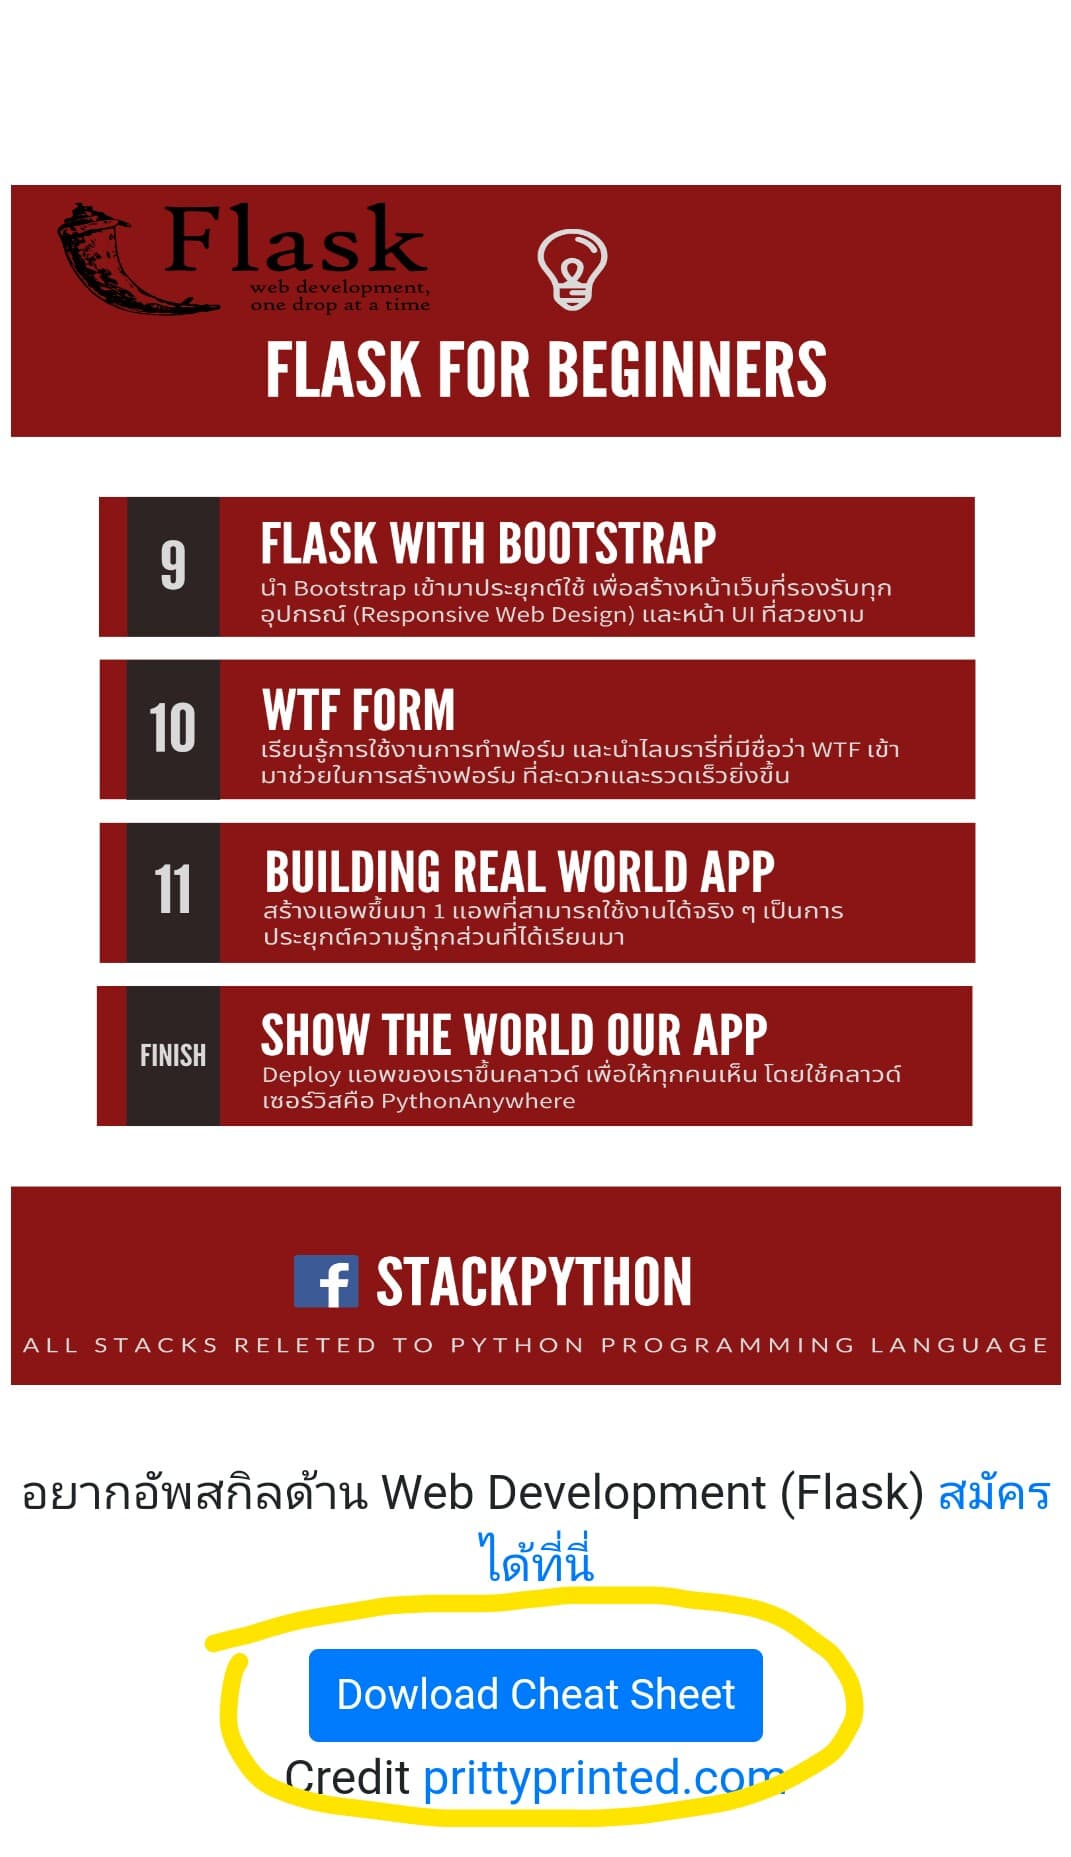 Flask
web development,
one drop at a time
FLASK FOR BEGINNERS
9
FLASK WITH BOOTSTRAP
นำ Bootstrap เข้ามาประยุกต์ใช้ เพื่อสร้างหน้าเว็บที่รองรับทุก
อุปกรณ์ (Responsive Web Design) และหน้า UI ที่สวยงาม
10
WTF FORM
เรียนรู้การใช้งานการทำฟอร์ม และนำไลบรารี่ที่มีชื่อว่า WTF เข้า
มาช่วยในการสร้างฟอร์ม ที่สะดวกและรวดเร็วยิ่งขึ้น
11
BUILDING REAL WORLD APP
สร้างแอพขึ้นมา 1 แอพที่สามารถใช้งานได้จริง ๆ เป็นการ
ประยุกต์ความรู้ทุกส่วนที่ได้เรียนมา
FINISH
SHOW THE WORLD OUR APP
Deploy แอพของเราขึ้นคลาวด์ เพื่อให้ทุกคนเห็น โดยใช้คลาวด์
เซอร์วิสคือ PythonAnywhere
f STACKPYTHON
ALL STACKS RELETED TO PYTHON PROGRAMMING LANGUAGE
อยากอัพสกิลด้าน Web Development (Flask) สมัคร
ได้ที่นี่
Dowload Cheat Sheet
Credit prittyprinted.com